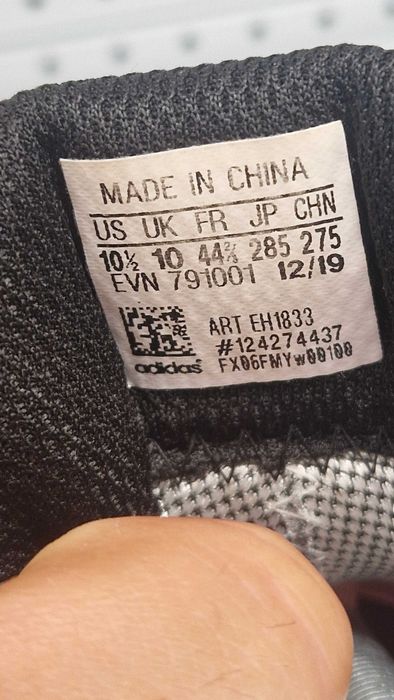 MADE IN CHINA
US UK FR JP CHN
10½ 10 44⅔ 285 275
EVN 791001 12/19
ART EH1833
#124274437
adidas FX06FMYw00100